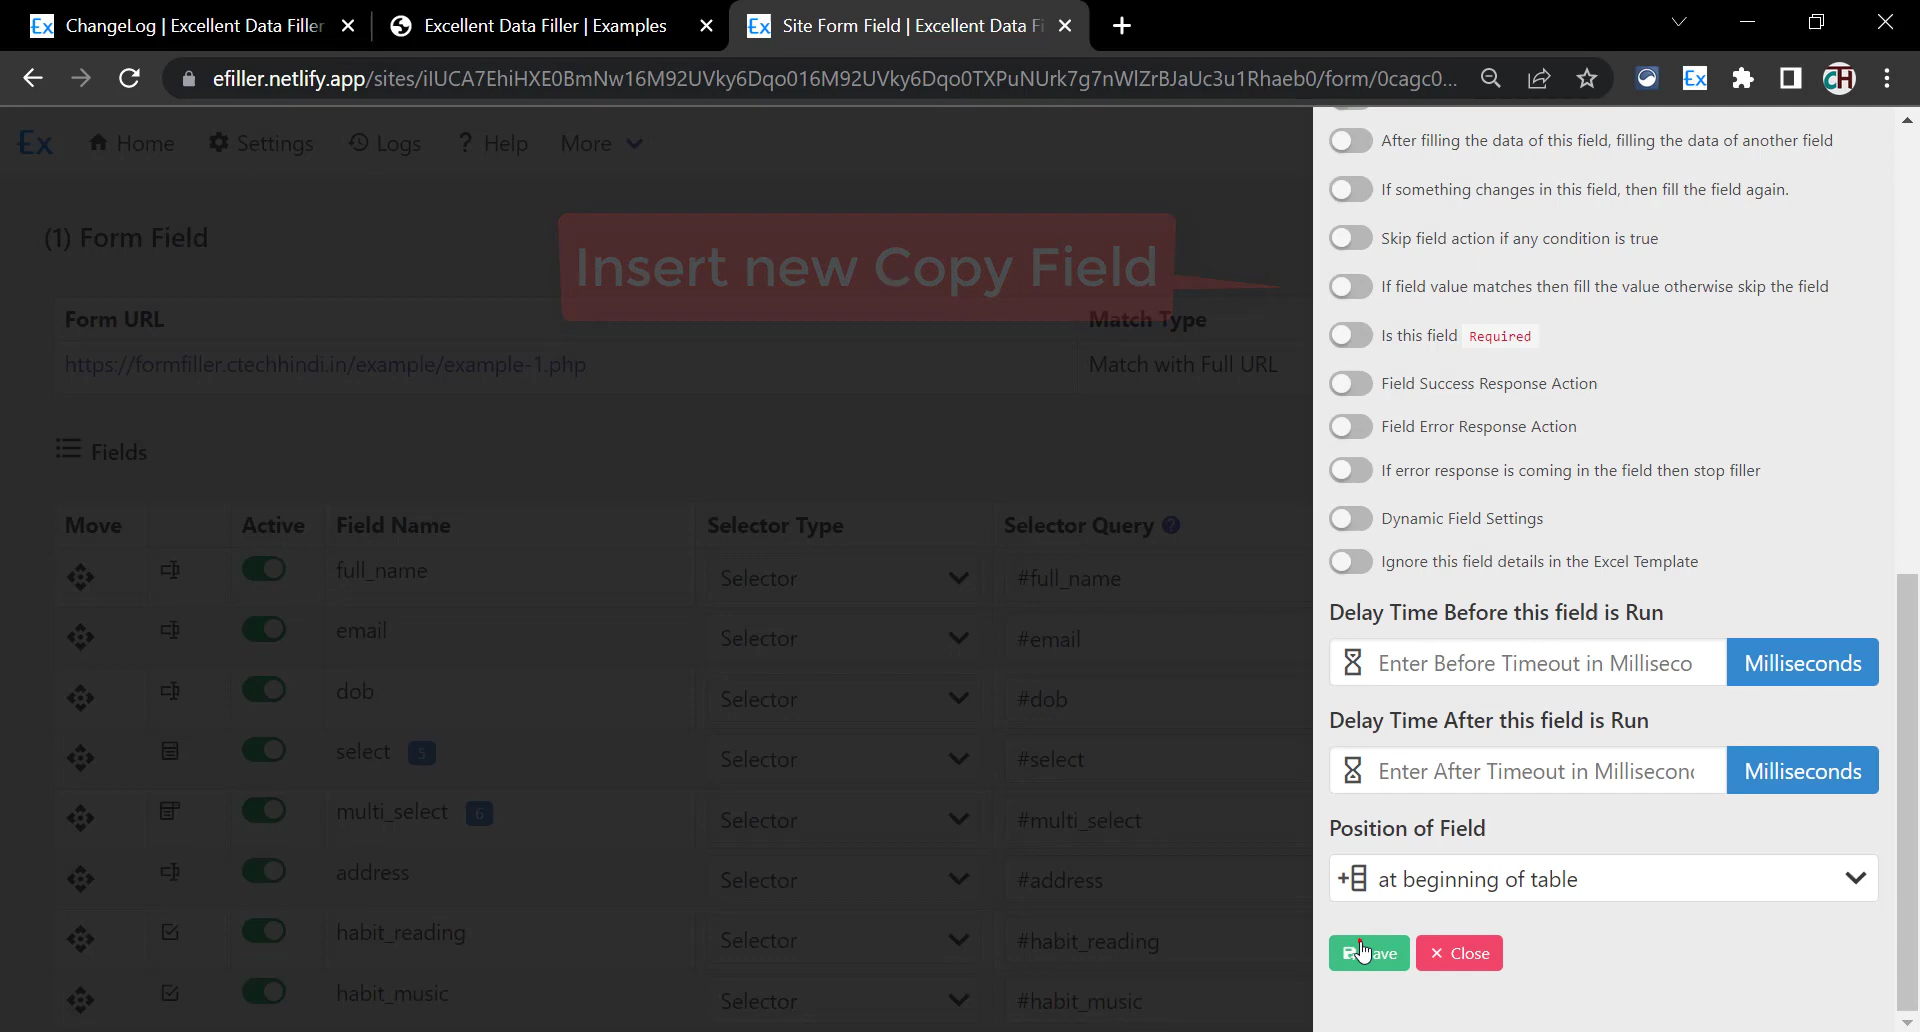 Ex ChangeLog | Excellent Data Filler
Excellent Data Filler | Examples
Ex Site Form Field | Excellent Data Fi
efiller.netlify.app/sites/iIUCA7EhiHXE0BmNw16M92UVky6Dqo016M92UVky6Dqo0TXPuNUrk7g7nWIZrBJaUc3u1Rhaeb0/form/0cagc0...
Ex
CH
Ex Home Settings Logs ? Help More
(1) Form Field
Insert new Copy Field
Form URL Match Type
https://formfiller.ctechhindi.in/example/example-1.php Match with Full URL
Fields
Move Active Field Name Selector Type Selector Query ?
full_name Selector #full_name
email Selector #email
dob Selector #dob
select 5 Selector #select
multi_select 6 Selector #multi_select
address Selector #address
habit_reading Selector #habit_reading
habit_music Selector #habit_music
After filling the data of this field, filling the data of another field
If something changes in this field, then fill the field again.
Skip field action if any condition is true
If field value matches then fill the value otherwise skip the field
Is this field Required
Field Success Response Action
Field Error Response Action
If error response is coming in the field then stop filler
Dynamic Field Settings
Ignore this field details in the Excel Template
Delay Time Before this field is Run
Enter Before Timeout in Milliseco Milliseconds
Delay Time After this field is Run
Enter After Timeout in Millisecon Milliseconds
Position of Field
at beginning of table
Save × Close